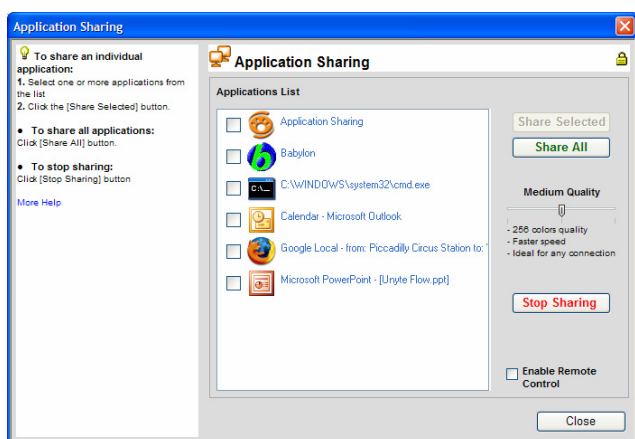 Application Sharing
To share an individual
application:
1. Select one or more applications from
the list
2. Click the [Share Selected] button.
• To share all applications:
Click [Share All] button.
• To stop sharing:
Click [Stop Sharing] button
More Help
Application Sharing
Applications List
Application Sharing
Babylon
C:\WINDOWS\system32\cmd.exe
Calendar - Microsoft Outlook
Google Local - from: Piccadilly Circus Station to: '
Microsoft PowerPoint - [Unyte Flow.ppt]
Share Selected
Share All
Medium Quality
- 256 colors quality
- Faster speed
- Ideal for any connection
Stop Sharing
Enable Remote
Control
Close